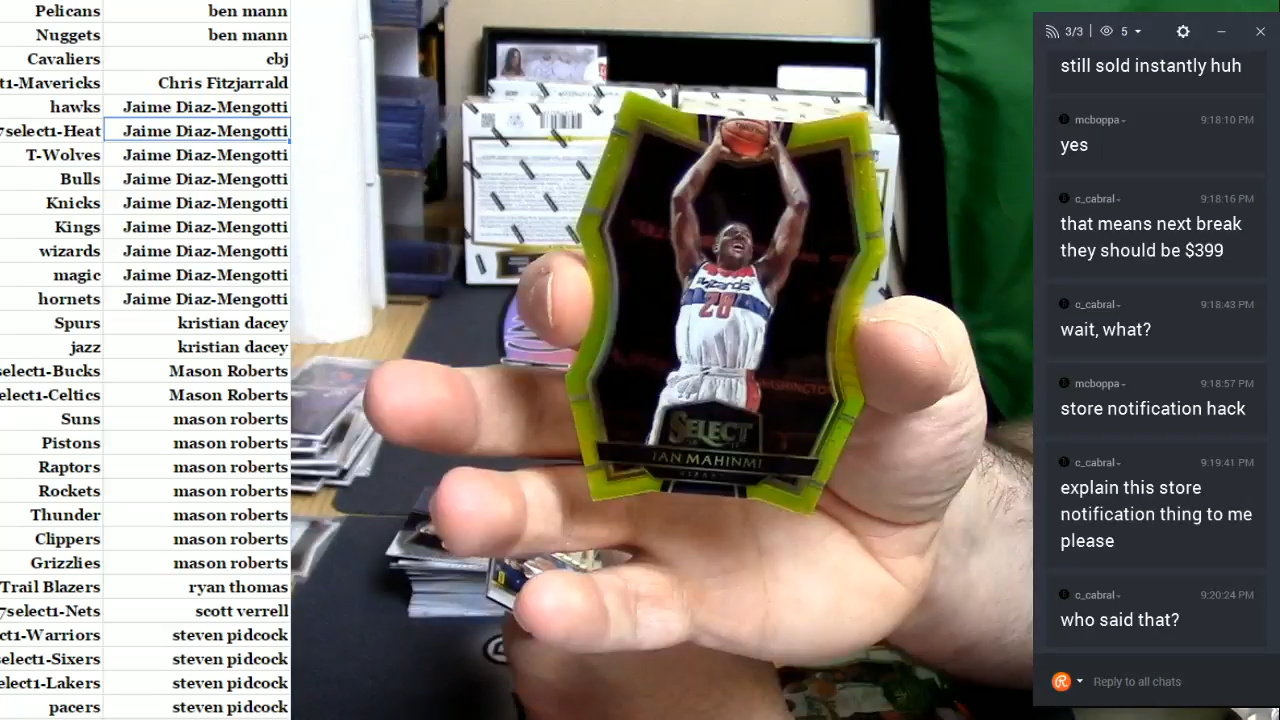 Pelicans ben mann
Nuggets ben mann
Cavaliers cbj
t1-Mavericks Chris Fitzjarrald
hawks Jaime Diaz-Mengotti
7select1-Heat Jaime Diaz-Mengotti
T-Wolves Jaime Diaz-Mengotti
Bulls Jaime Diaz-Mengotti
Knicks Jaime Diaz-Mengotti
Kings Jaime Diaz-Mengotti
wizards Jaime Diaz-Mengotti
magic Jaime Diaz-Mengotti
hornets Jaime Diaz-Mengotti
Spurs kristian dacey
jazz kristian dacey
select1-Bucks Mason Roberts
elect1-Celtics Mason Roberts
Suns mason roberts
Pistons mason roberts
Raptors mason roberts
Rockets mason roberts
Thunder mason roberts
Clippers mason roberts
Grizzlies mason roberts
Trail Blazers ryan thomas
7select1-Nets scott verrell
ct1-Warriors steven pidcock
select1-Sixers steven pidcock
elect1-Lakers steven pidcock
pacers steven pidcock
Wizards
28
SELECT
IAN MAHINMI
3/3 5
still sold instantly huh
mcboppa 9:18:10 PM
yes
c_cabral 9:18:16 PM
that means next break
they should be $399
c_cabral 9:18:43 PM
wait, what?
mcboppa 9:18:57 PM
store notification hack
c_cabral 9:19:41 PM
explain this store
notification thing to me
please
c_cabral 9:20:24 PM
who said that?
Reply to all chats